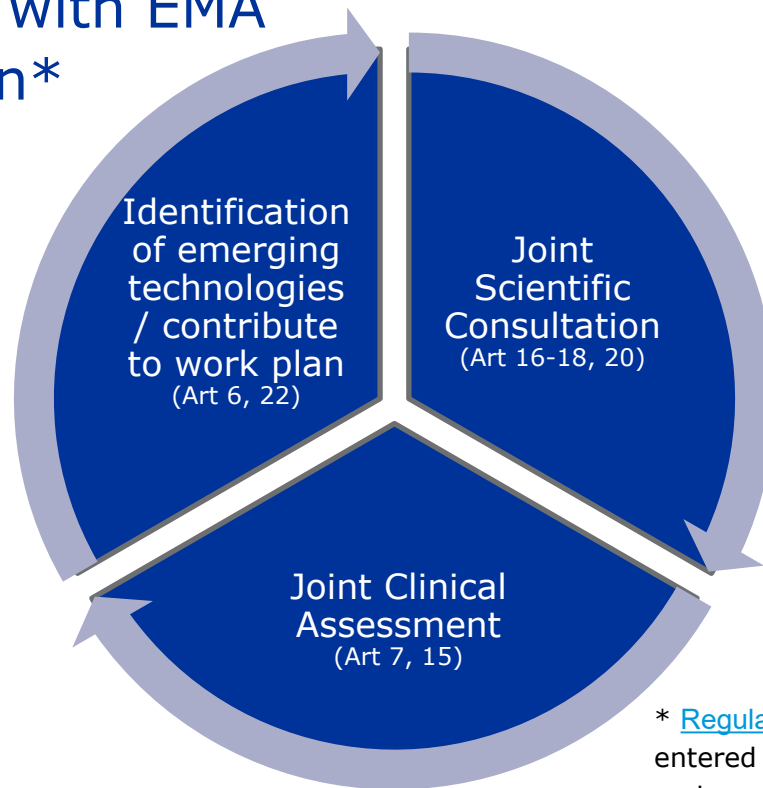 with EMA
n*
Identification
of emerging
technologies
/ contribute
to work plan
(Art 6, 22)
Joint
Scientific
Consultation
(Art 16-18, 20)
Joint Clinical
Assessment
(Art 7, 15)
* Regula
entered